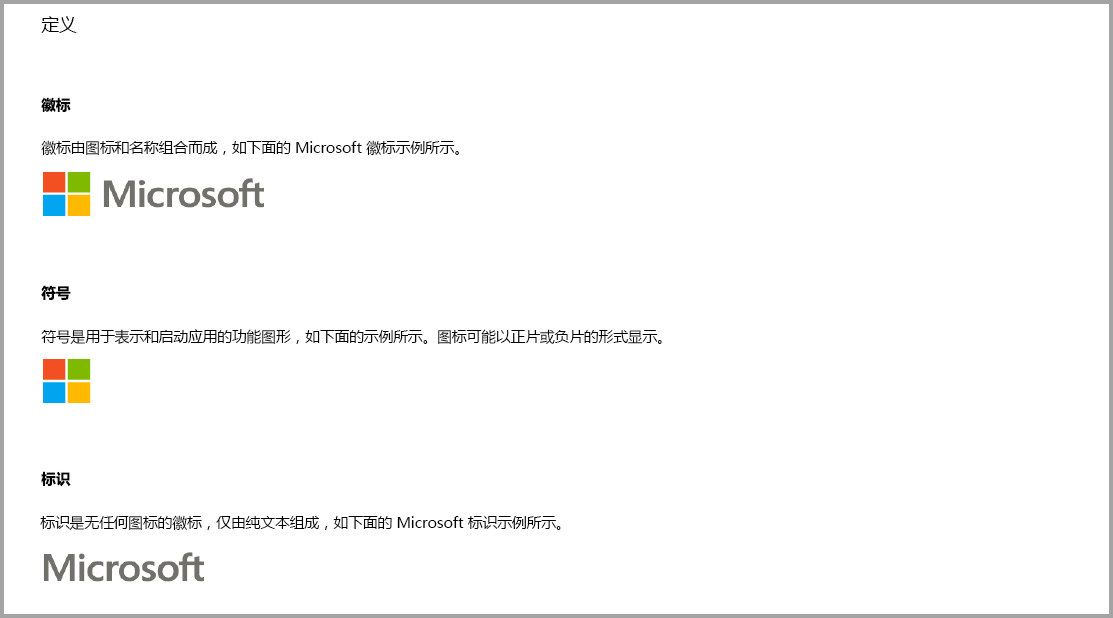 定义
徽标
徽标由图标和名称组合而成，如下面的 Microsoft 徽标示例所示。
Microsoft
符号
符号是用于表示和启动应用的功能图形，如下面的示例所示。图标可能以正片或负片的形式显示。
标识
标识是无任何图标的徽标，仅由纯文本组成，如下面的 Microsoft 标识示例所示。
Microsoft